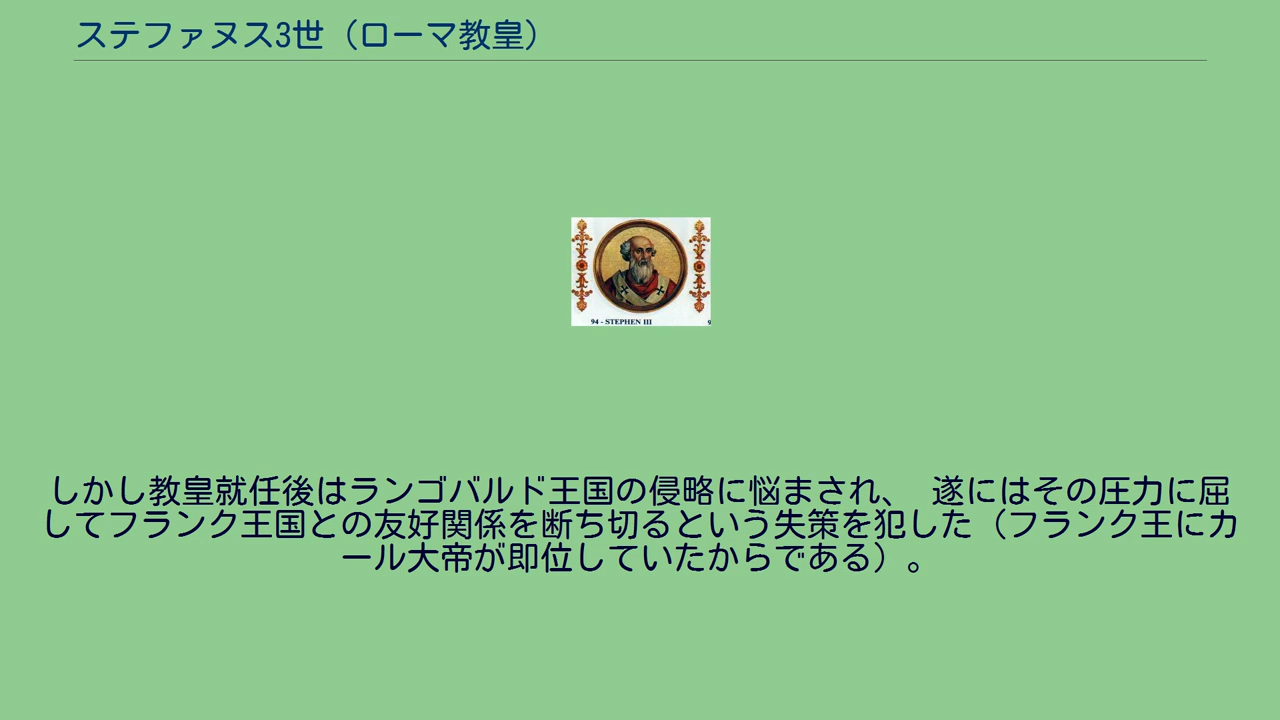 ステファヌス3世（ローマ教皇）
94 - STEPHEN III
9
しかし教皇就任後はランゴバルド王国の侵略に悩まされ、 遂にはその圧力に屈
してフランク王国との友好関係を断ち切るという失策を犯した（フランク王にカ
ール大帝が即位していたからである）。